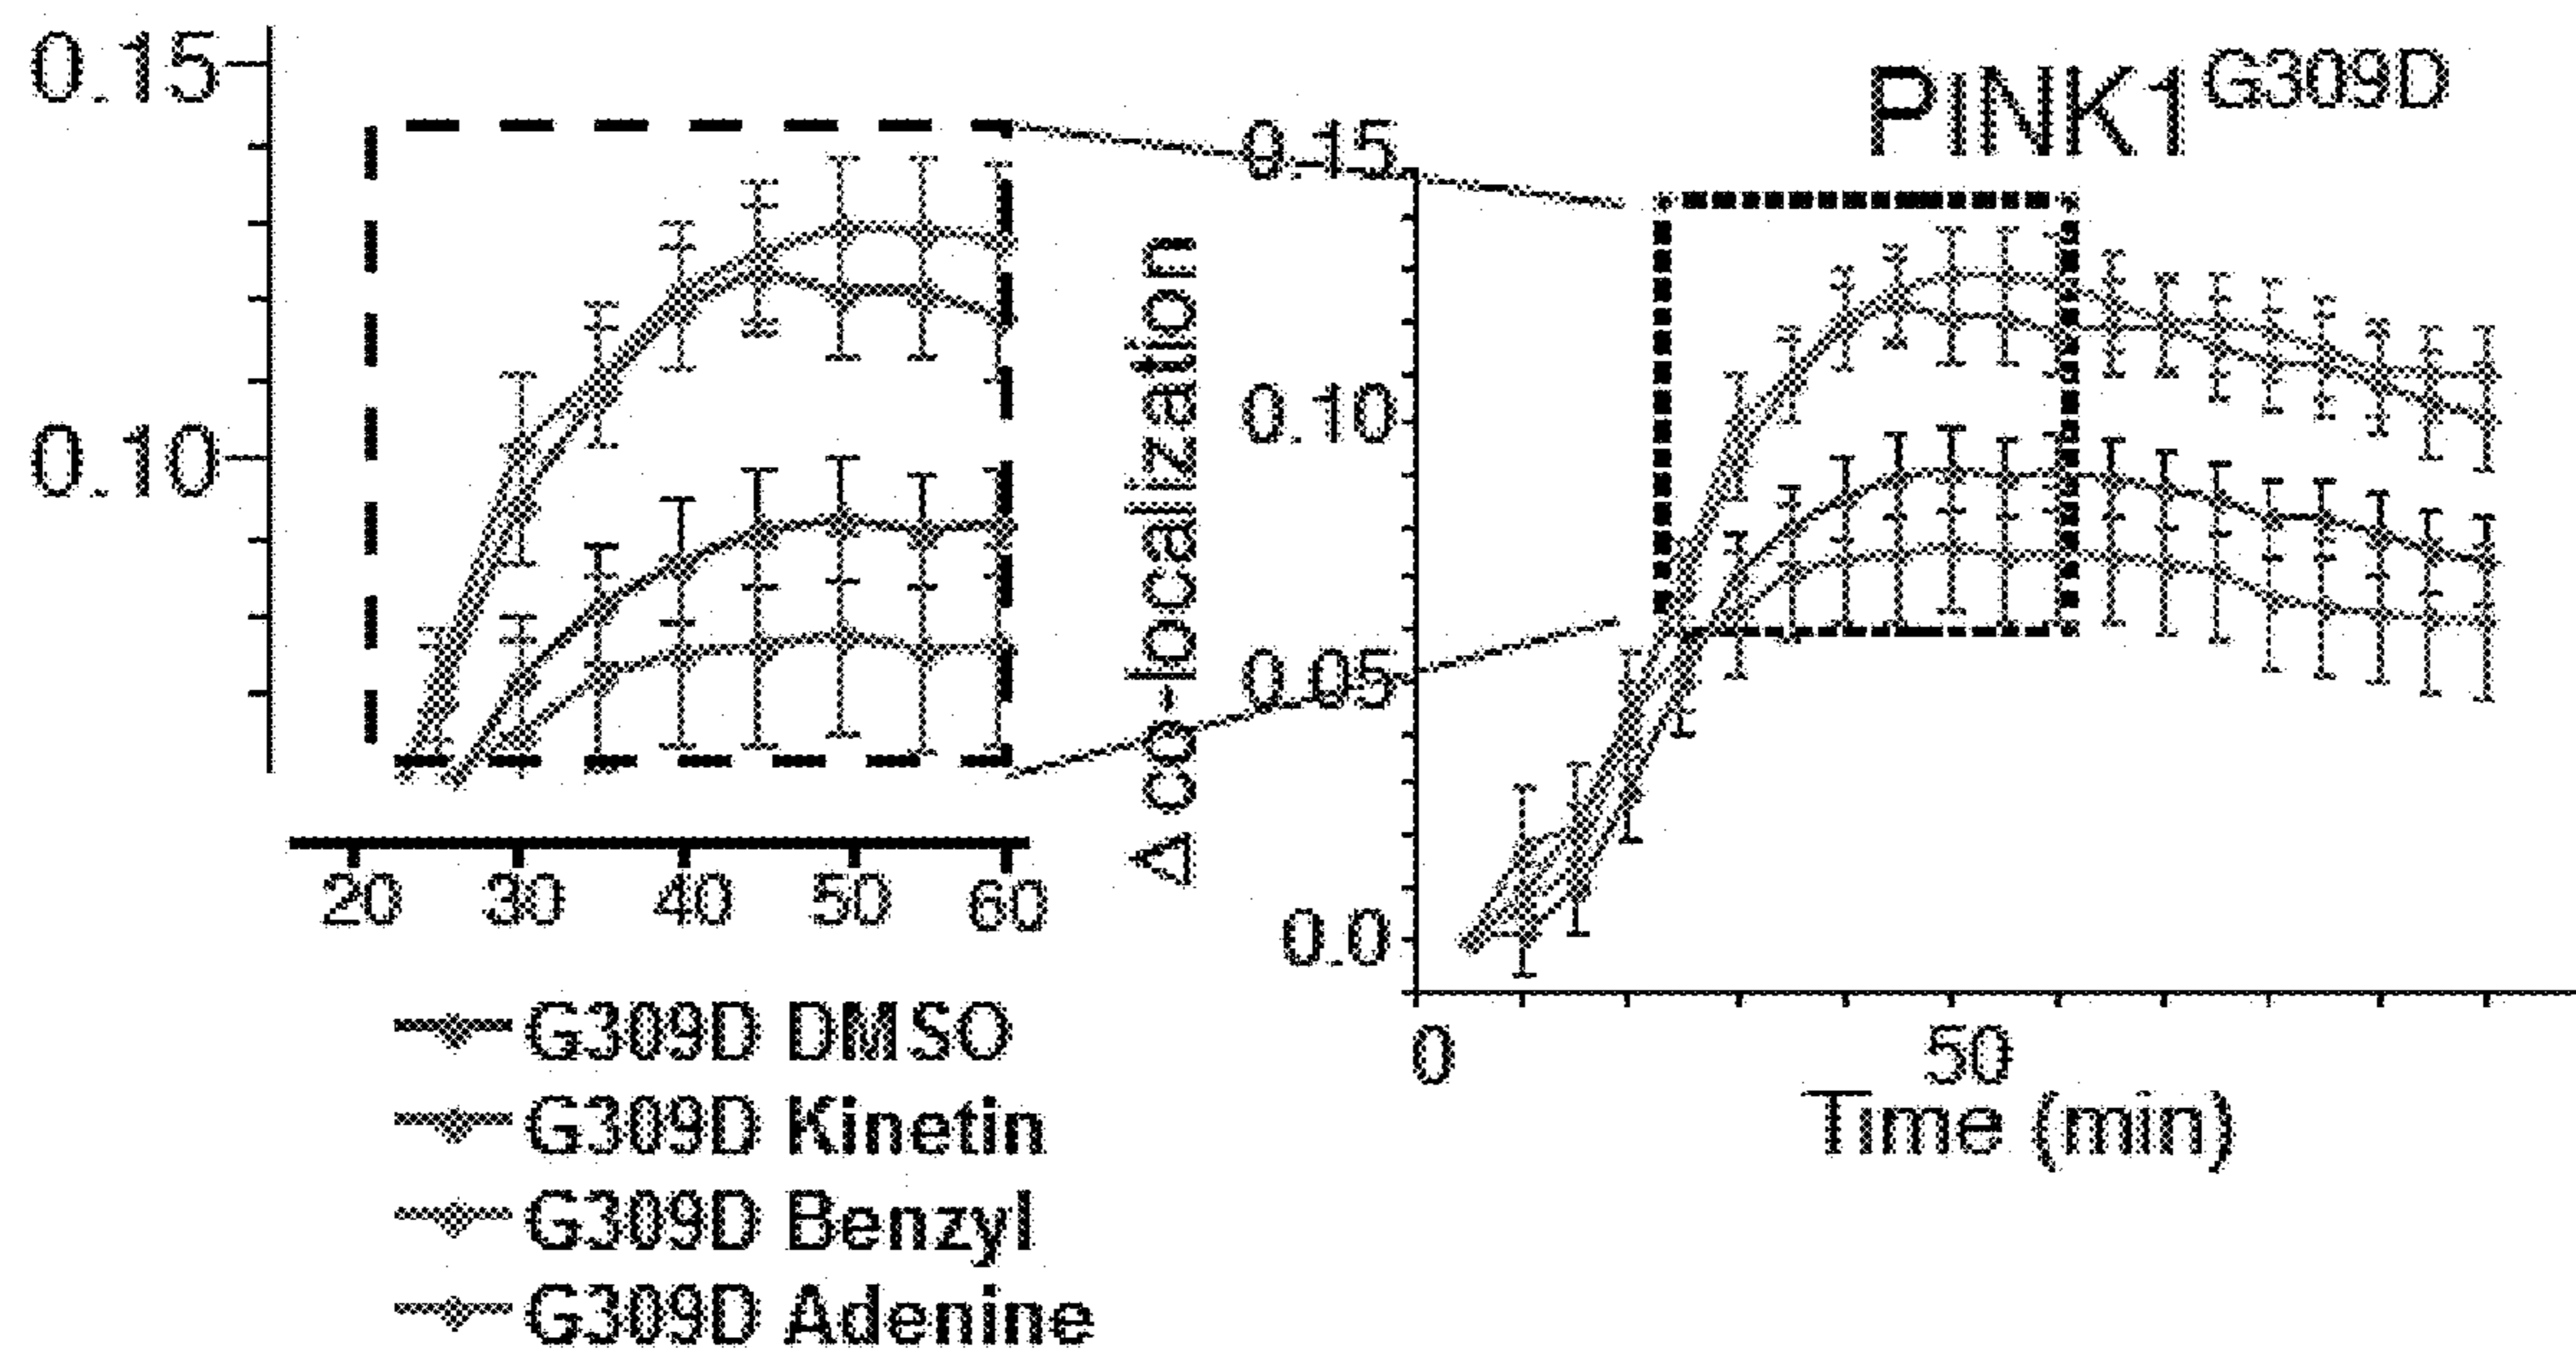 0.15
0.10
20 30 40 50 60
G309D DMSO
G309D Kinetin
G309D Benzyl
G309D Adenine
PINK1G309D
Δ co-localization
0.15
0.10
0.05
0.0
0 50
Time (min)